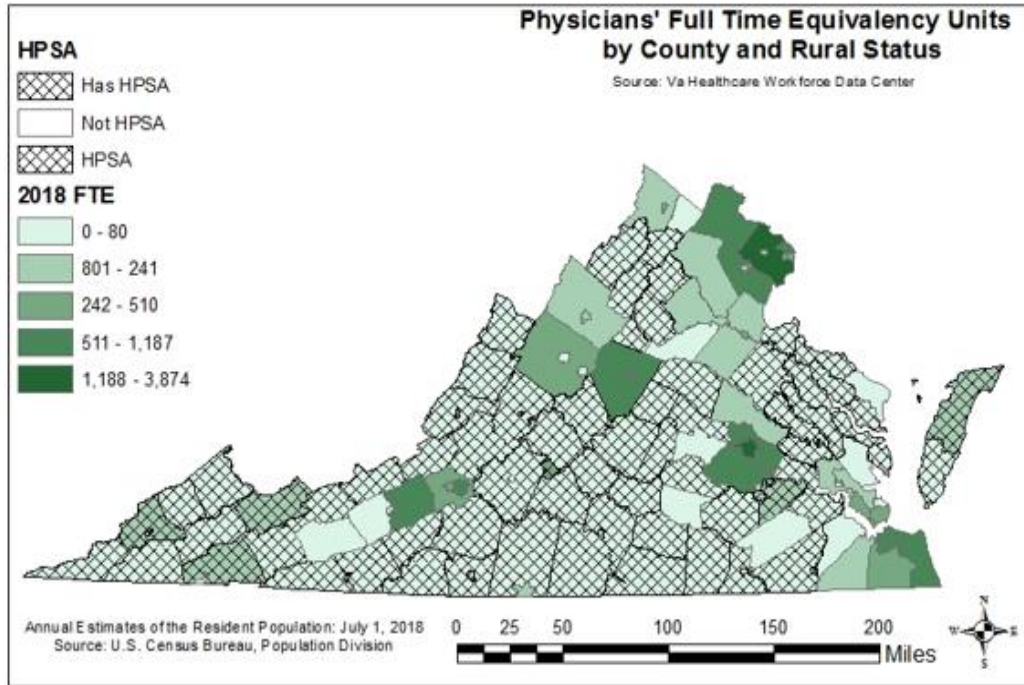 Physicians' Full Time Equivalency Units
by County and Rural Status
Source: Va Healthcare Workforce Data Center
HPSA
Has HPSA
Not HPSA
HPSA
2018 FTE
0 - 80
801 - 241
242 - 510
511 - 1,187
1,188 - 3,874
Annual Estimates of the Resident Population: July 1, 2018
Source: U.S. Census Bureau, Population Division
0 25 50 100 150 200
Miles
N
W E
S